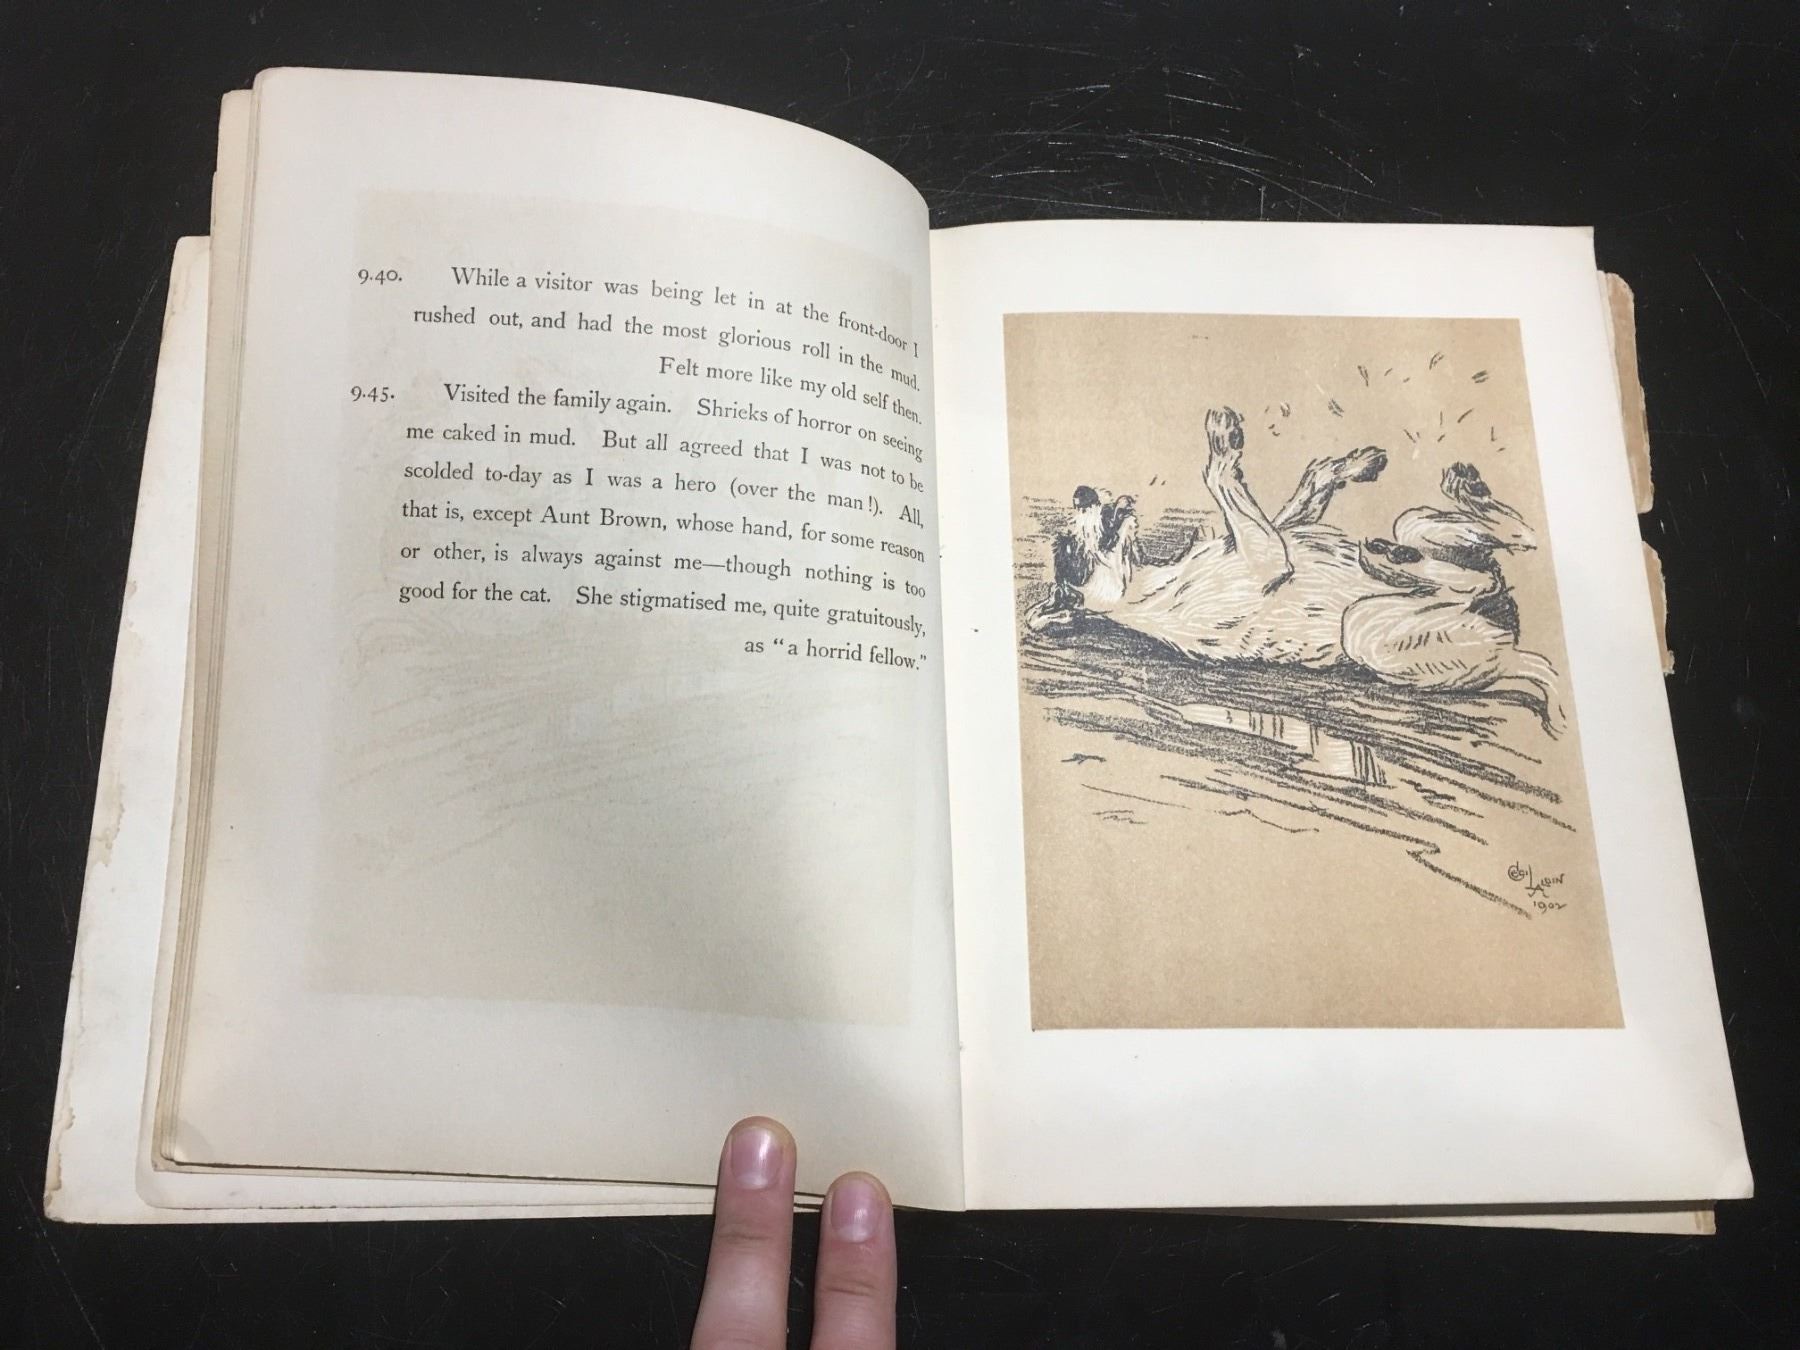 9.40. While a visitor was being let in at the front-door I
rushed out, and had the most glorious roll in the mud.
Felt more like my old self then.
9.45. Visited the family again. Shrieks of horror on seeing
me caked in mud. But all agreed that I was not to be
scolded to-day as I was a hero (over the man!). All,
that is, except Aunt Brown, whose hand, for some reason
or other, is always against me—though nothing is too
good for the cat. She stigmatised me, quite gratuitously,
as “a horrid fellow.”
CECIL
ALDIN
1902